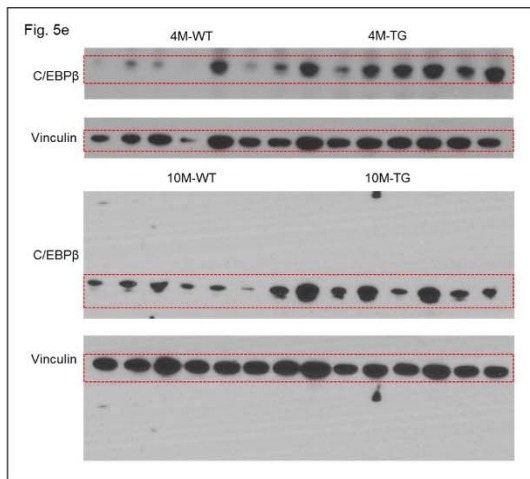 Fig. 5e
4M-WT 4M-TG
C/EBPβ
Vinculin
10M-WT 10M-TG
C/EBPβ
Vinculin